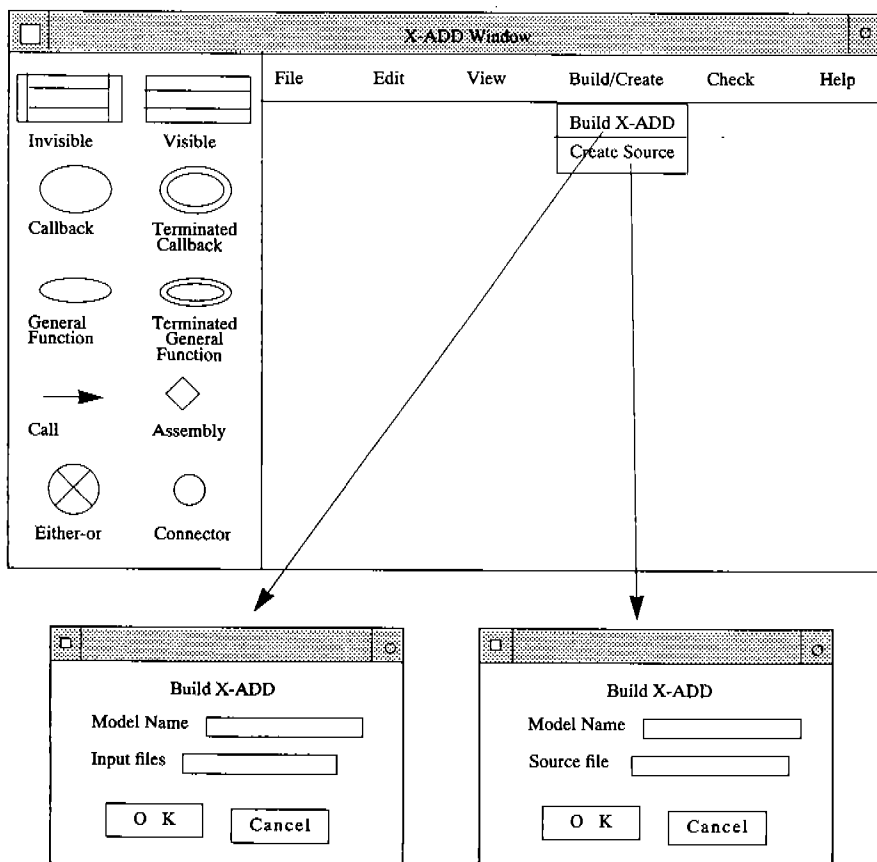 X-ADD Window
File Edit View Build/Create Check Help
Build X-ADD
Create Source
Invisible Visible
Callback Terminated
Callback
General Terminated
Function General
Function
Call Assembly
Either-or Connector
Build X-ADD
Model Name
Input files
O K Cancel
Build X-ADD
Model Name
Source file
O K Cancel